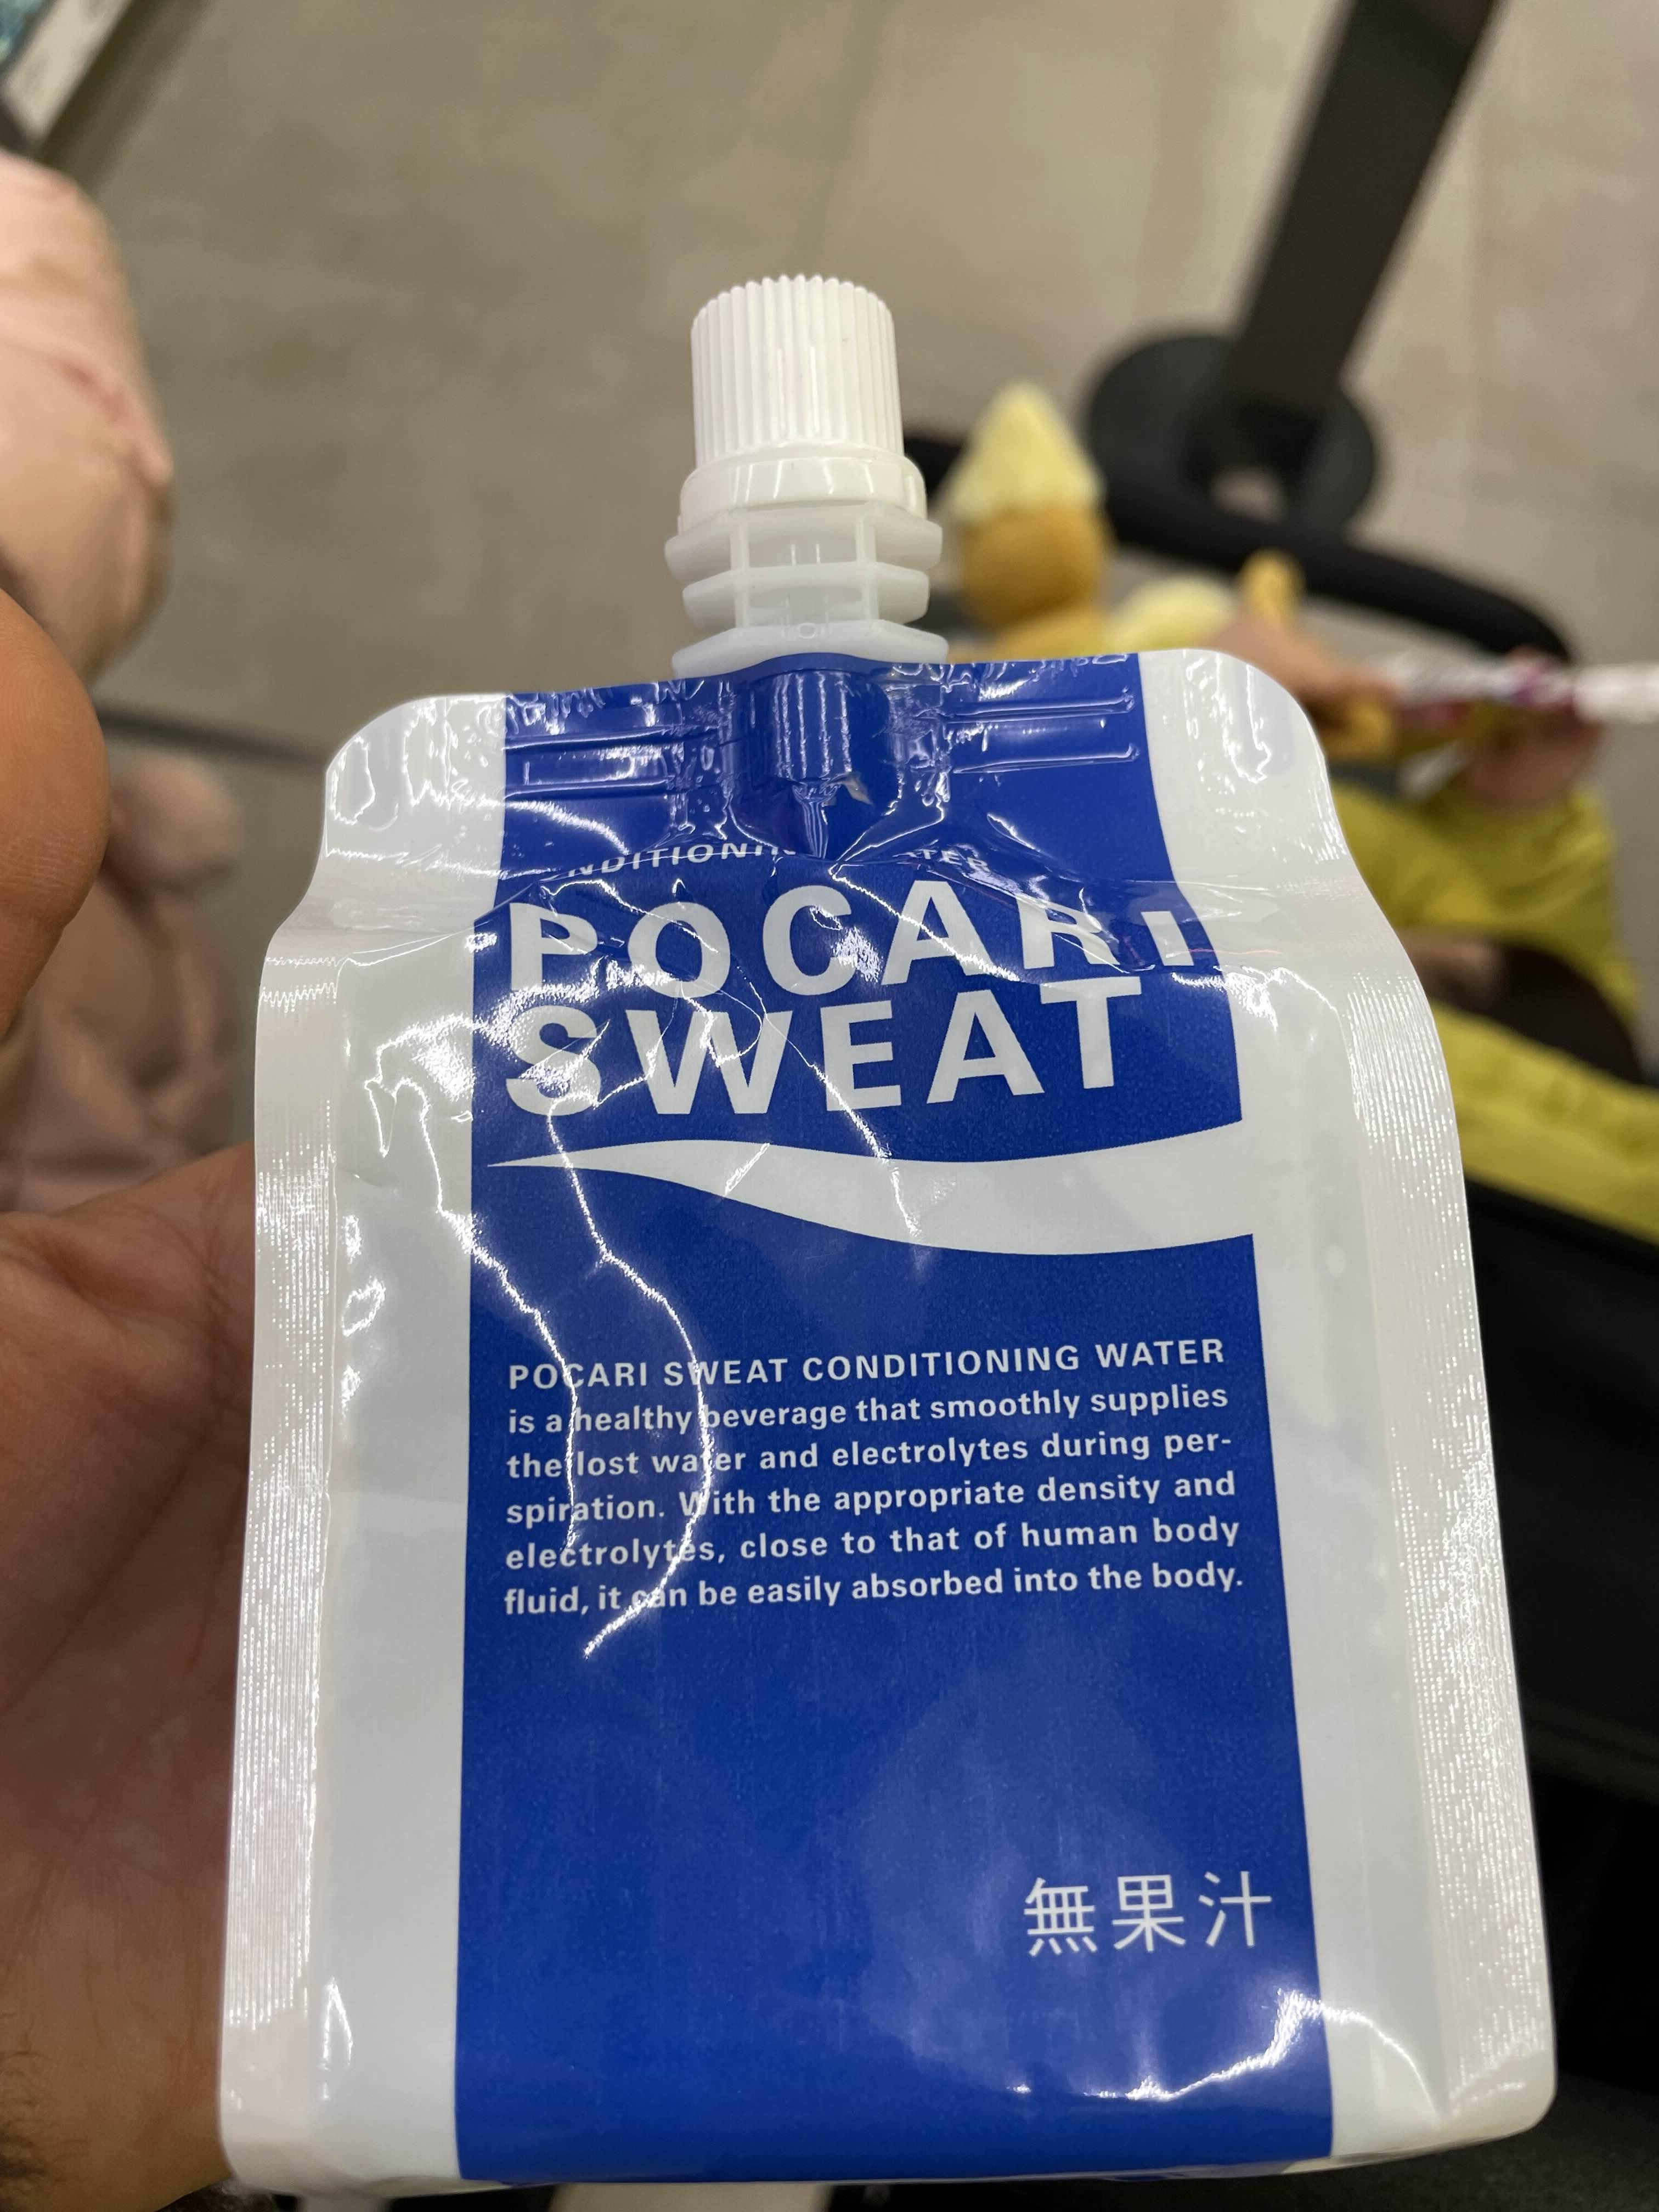 POCARI
SWEAT
POCARI SWEAT CONDITIONING WATER
is a healthy beverage that smoothly supplies
the lost water and electrolytes during per-
spiration. With the appropriate density and
electrolytes, close to that of human body
fluid, it can be easily absorbed into the body.
無果汁